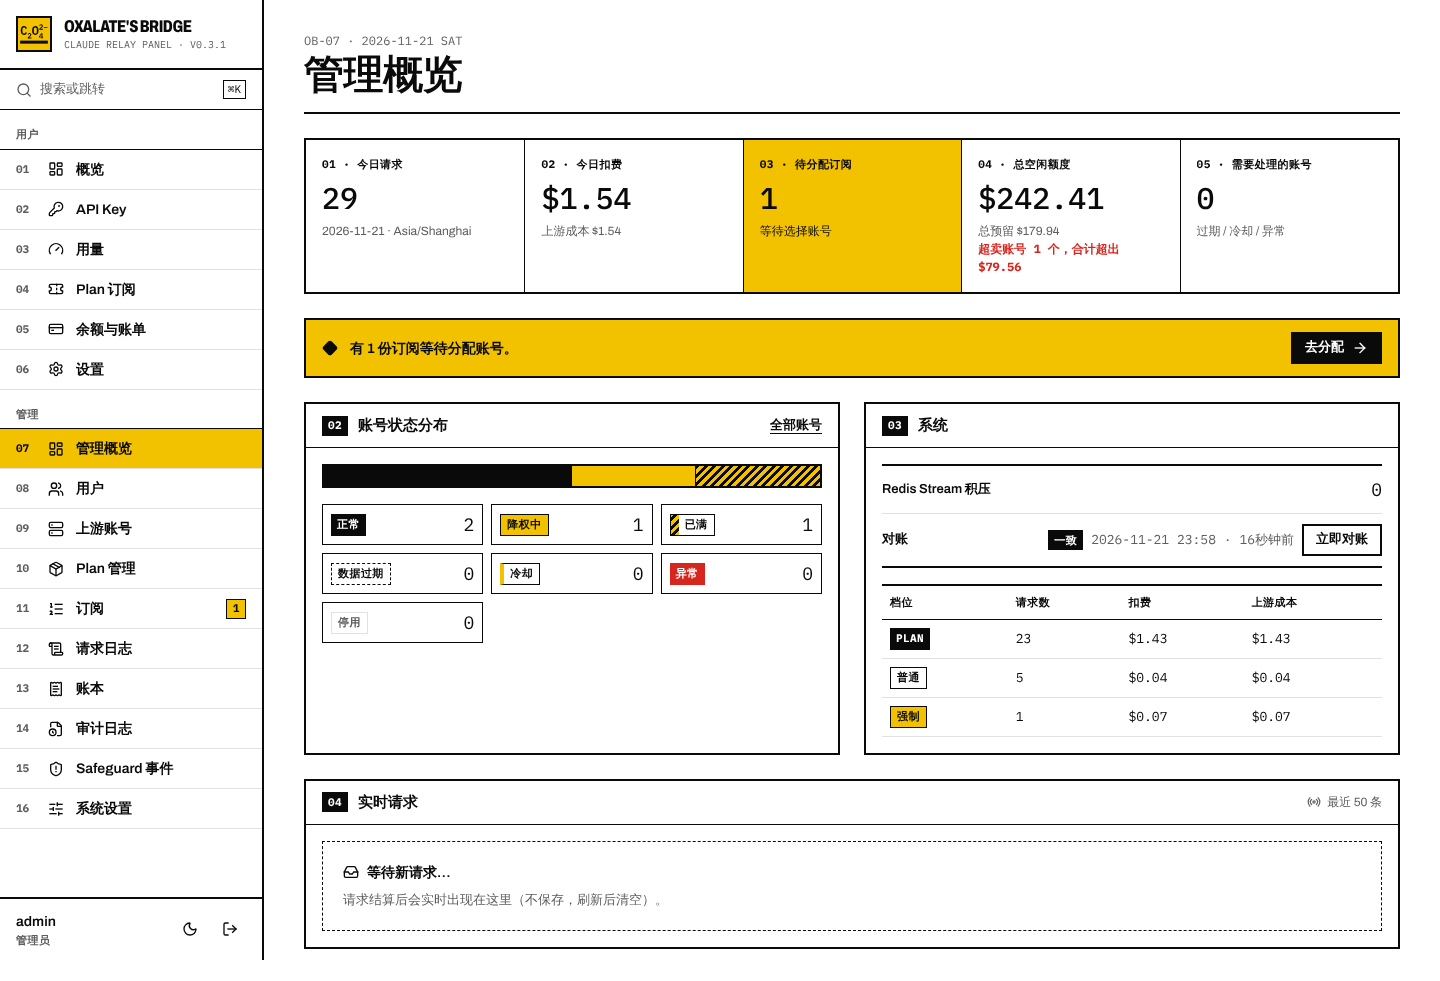 C₂O₄²⁻
OXALATE'S BRIDGE
CLAUDE RELAY PANEL · V0.3.1
搜索或跳转 ⌘K
用户
01 概览
02 API Key
03 用量
04 Plan 订阅
05 余额与账单
06 设置
管理
07 管理概览
08 用户
09 上游账号
10 Plan 管理
11 订阅 1
12 请求日志
13 账本
14 审计日志
15 Safeguard 事件
16 系统设置
admin
管理员
OB-07 · 2026-11-21 SAT
管理概览
01 · 今日请求
29
2026-11-21 · Asia/Shanghai
02 · 今日扣费
$1.54
上游成本 $1.54
03 · 待分配订阅
1
等待选择账号
04 · 总空闲额度
$242.41
总预留 $179.94
超卖账号 1 个，合计超出
$79.56
05 · 需要处理的账号
0
过期 / 冷却 / 异常
有 1 份订阅等待分配账号。
去分配
02 账号状态分布 全部账号
正常 2
降权中 1
已满 1
数据过期 0
冷却 0
异常 0
停用 0
03 系统
Redis Stream 积压 0
对账 一致 2026-11-21 23:58 · 16秒钟前 立即对账
档位 请求数 扣费 上游成本
PLAN 23 $1.43 $1.43
普通 5 $0.04 $0.04
强制 1 $0.07 $0.07
04 实时请求 最近 50 条
等待新请求…
请求结算后会实时出现在这里（不保存，刷新后清空）。